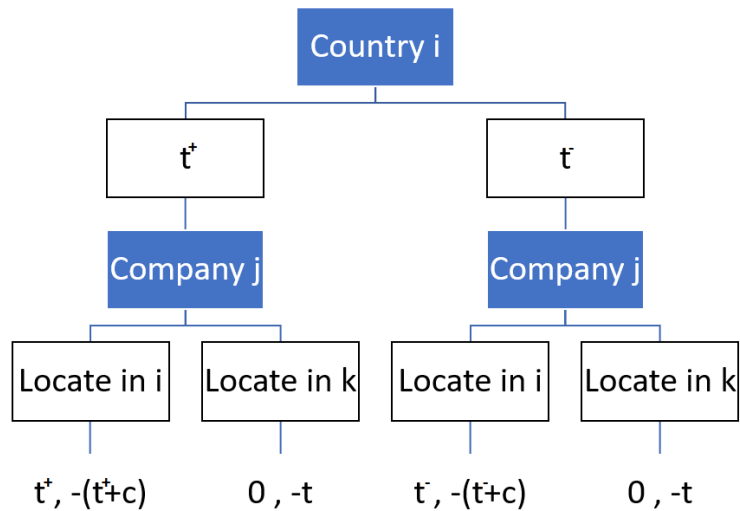 Country i
t⁺ t⁻
Company j Company j
Locate in i Locate in k Locate in i Locate in k
t⁺, -(t⁺+c) 0 , -t t⁻, -(t⁻+c) 0 , -t